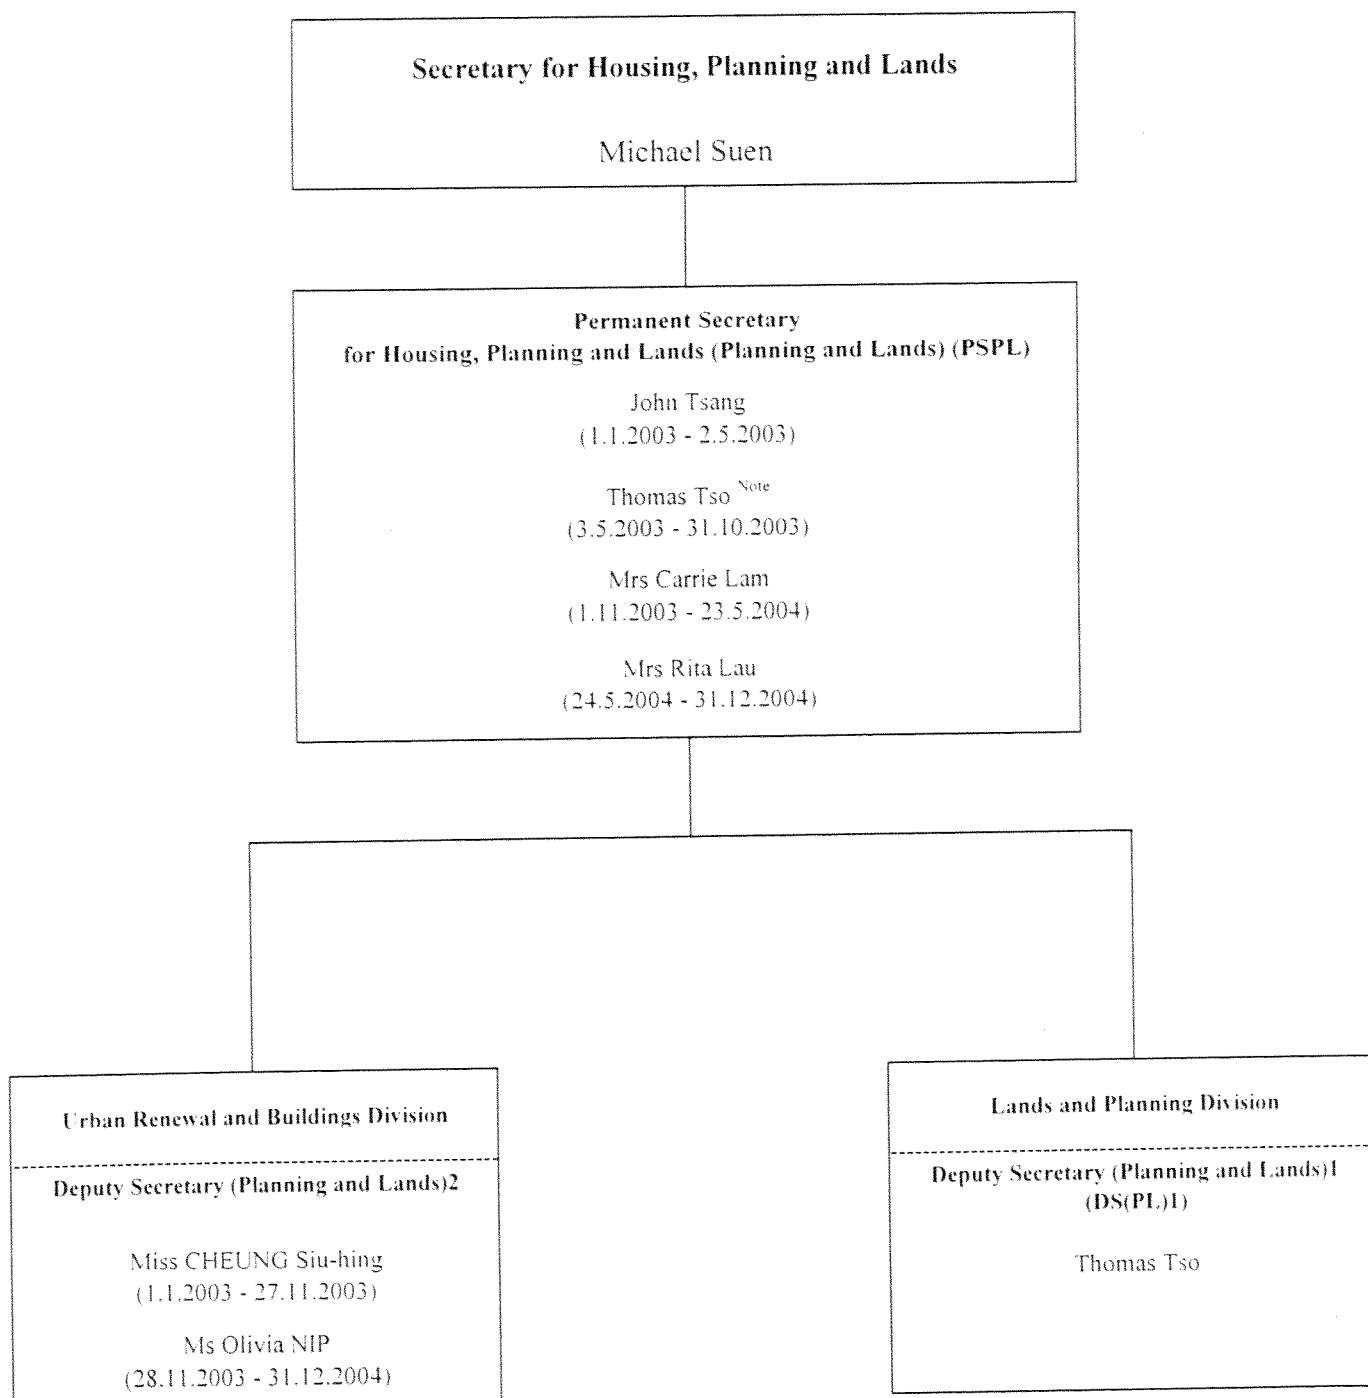 Secretary for Housing, Planning and Lands
Michael Suen
Permanent Secretary
for Housing, Planning and Lands (Planning and Lands) (PSPL)
John Tsang
(1.1.2003 - 2.5.2003)
Thomas Tso Note
(3.5.2003 - 31.10.2003)
Mrs Carrie Lam
(1.11.2003 - 23.5.2004)
Mrs Rita Lau
(24.5.2004 - 31.12.2004)
Urban Renewal and Buildings Division
Deputy Secretary (Planning and Lands)2
Miss CHEUNG Siu-hing
(1.1.2003 - 27.11.2003)
Ms Olivia NIP
(28.11.2003 - 31.12.2004)
Lands and Planning Division
Deputy Secretary (Planning and Lands)1
(DS(PL)1)
Thomas Tso